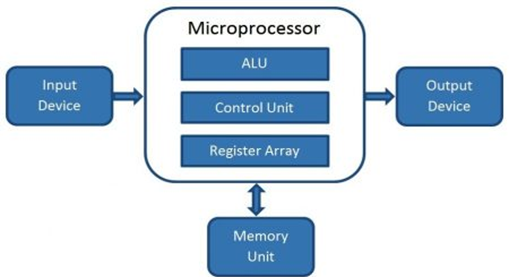 Microprocessor
ALU
Input
Device
Control Unit
Output
Device
Register Array
Memory
Unit